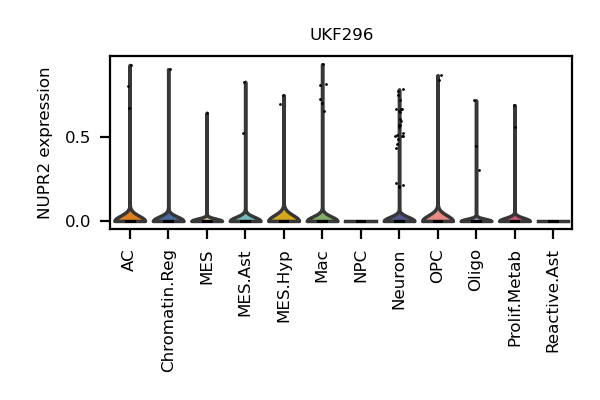 UKF296
NUPR2 expression
0.5
0.0
AC
Chromatin.Reg
MES
MES.Ast
MES.Hyp
Mac
NPC
Neuron
OPC
Oligo
Prolif.Metab
Reactive.Ast